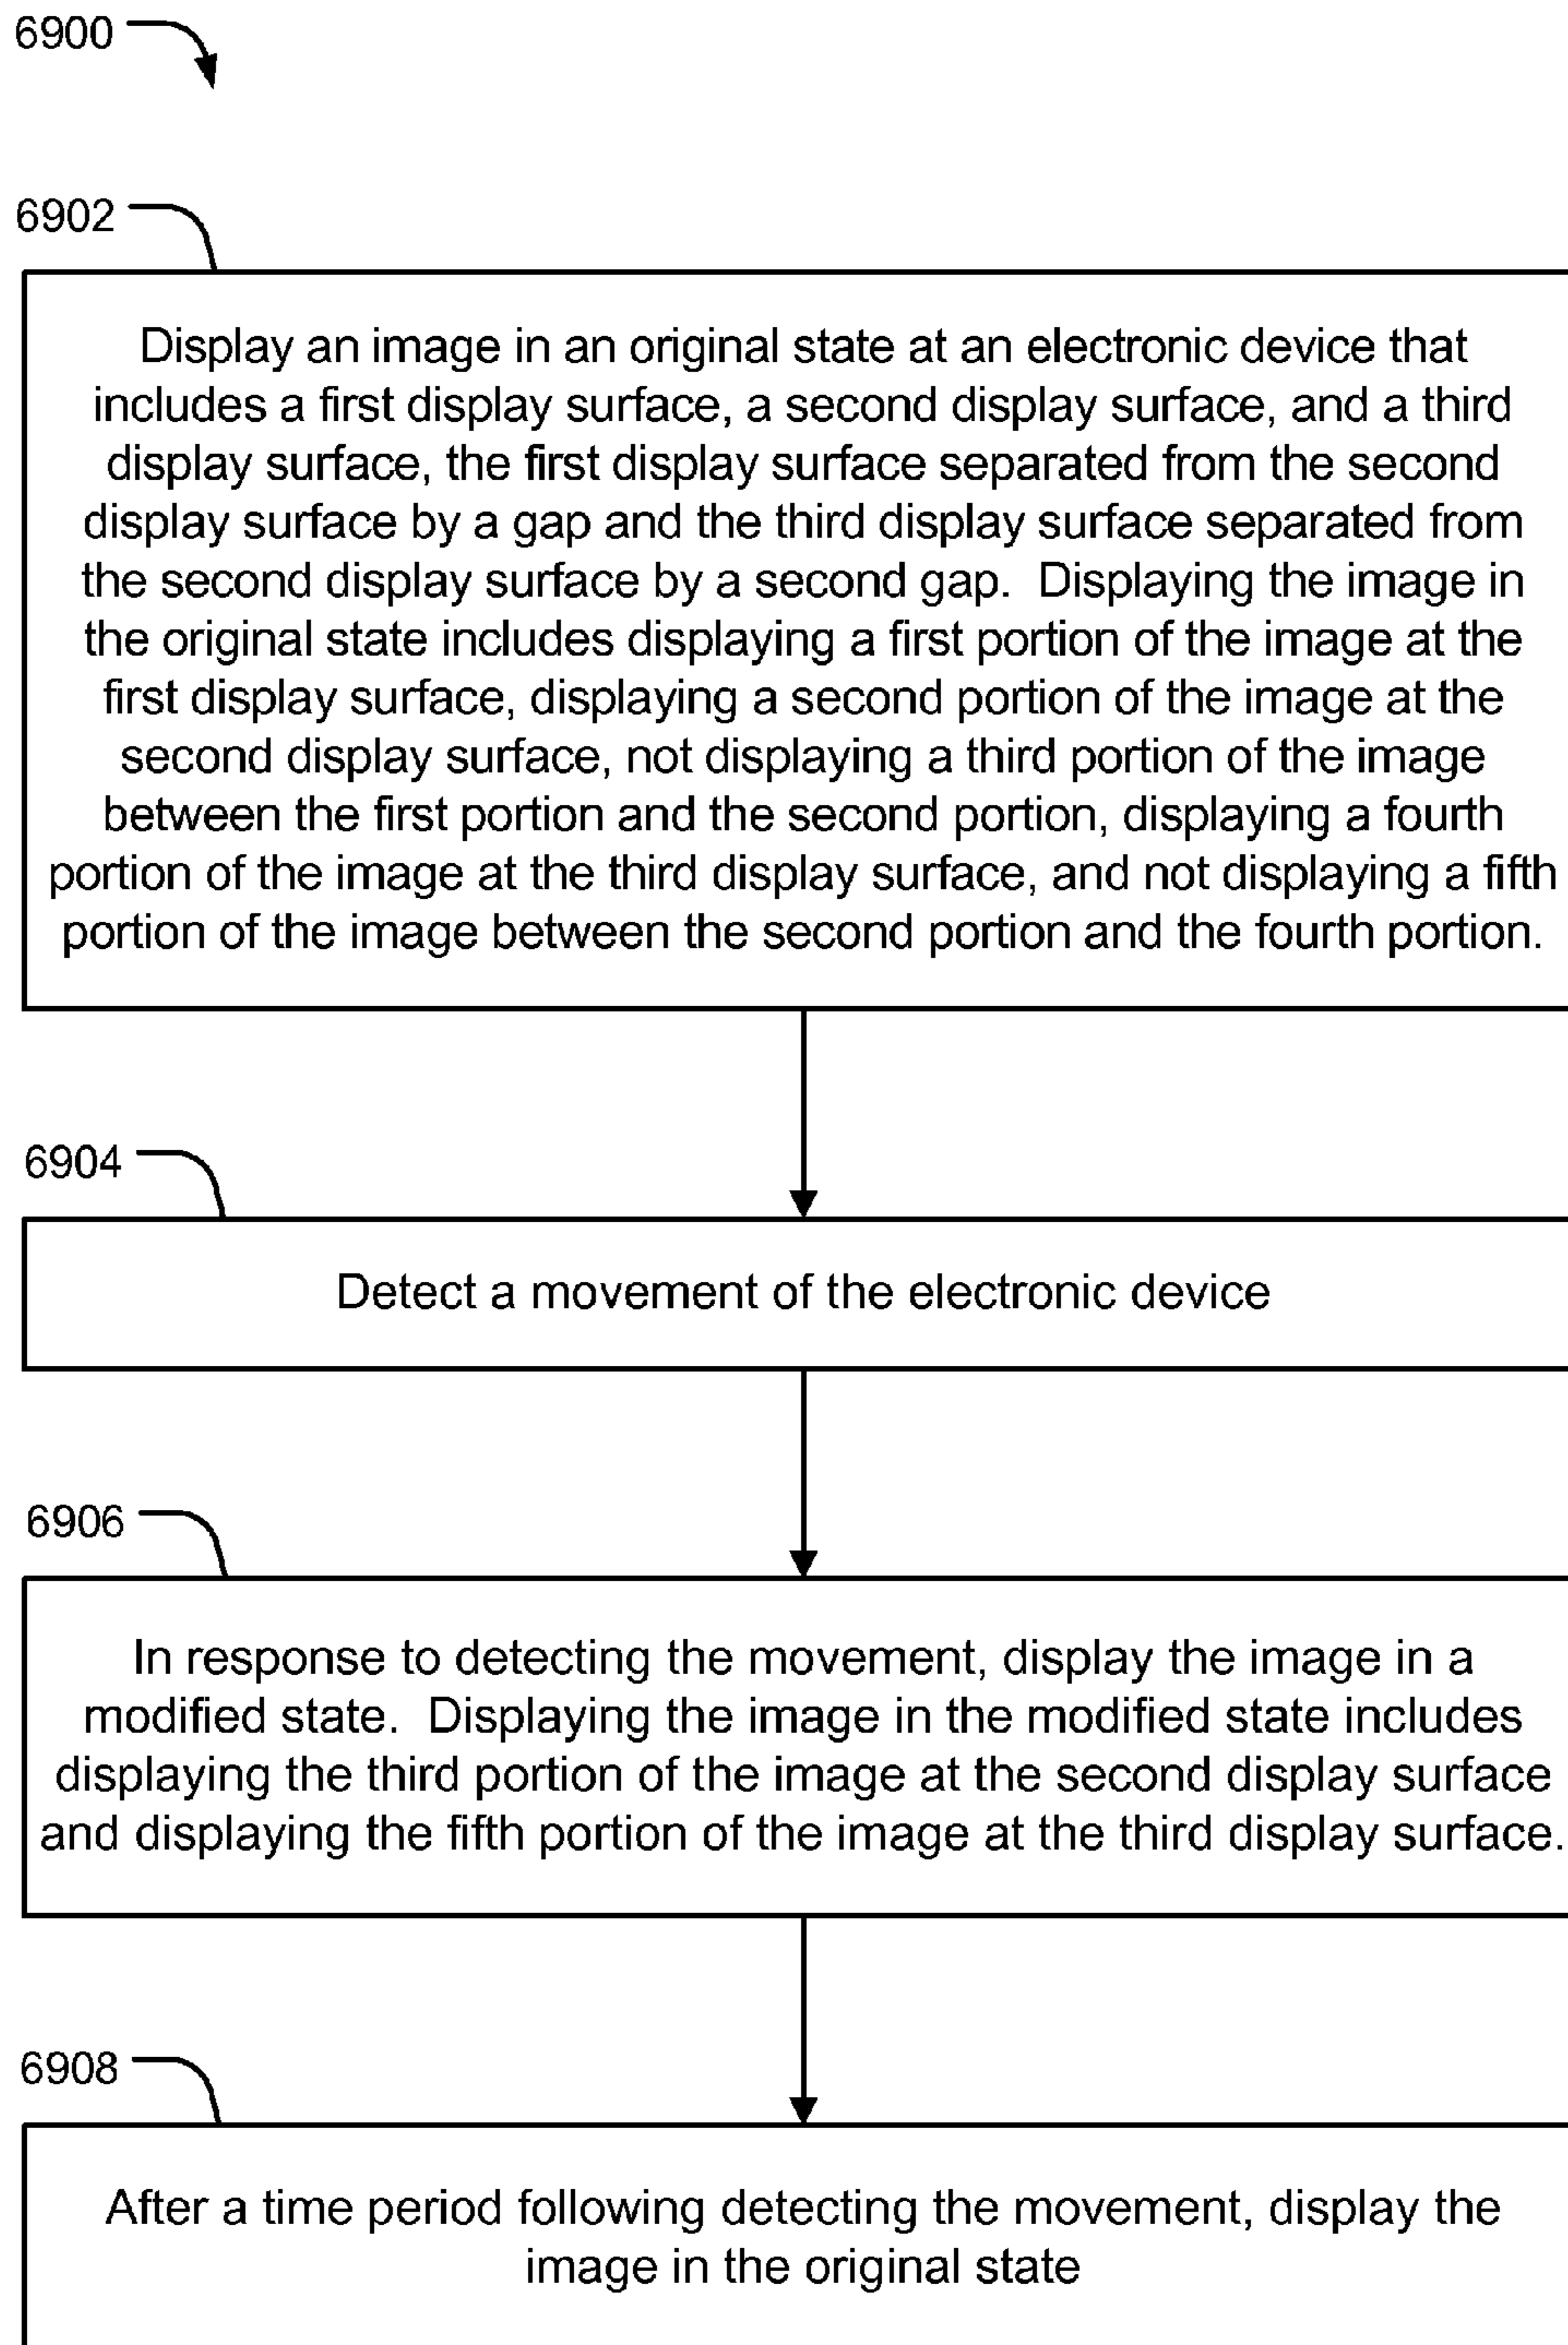 6900
6902
Display an image in an original state at an electronic device that
includes a first display surface, a second display surface, and a third
display surface, the first display surface separated from the second
display surface by a gap and the third display surface separated from
the second display surface by a second gap.  Displaying the image in
the original state includes displaying a first portion of the image at the
first display surface, displaying a second portion of the image at the
second display surface, not displaying a third portion of the image
between the first portion and the second portion, displaying a fourth
portion of the image at the third display surface, and not displaying a fifth
portion of the image between the second portion and the fourth portion.
6904
Detect a movement of the electronic device
6906
In response to detecting the movement, display the image in a
modified state.  Displaying the image in the modified state includes
displaying the third portion of the image at the second display surface
and displaying the fifth portion of the image at the third display surface.
6908
After a time period following detecting the movement, display the
image in the original state